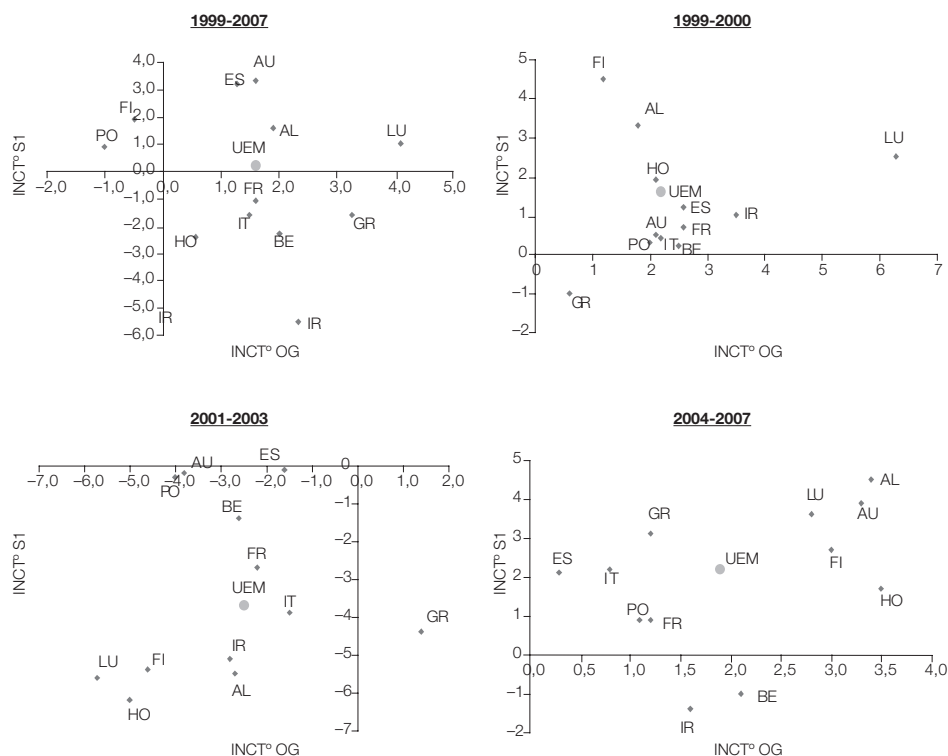 1999-2007
INCTº S1
4,0
3,0
2,0
1,0
0,0
−1,0
−2,0
−3,0
−4,0
−5,0
−6,0
−2,0 −1,0 0,0 1,0 2,0 3,0 4,0 5,0
AU
ES
FI
PO
AL
LU
UEM
FR
IT
GR
HO
BE
IR
IR
INCTº OG
1999-2000
INCTº S1
5
4
3
2
1
0
−1
−2
0 1 2 3 4 5 6 7
FI
AL
LU
HO
UEM
ES
IR
AU
FR
PO
IT
BE
GR
INCTº OG
2001-2003
INCTº S1
0
−1
−2
−3
−4
−5
−6
−7
−7,0 −6,0 −5,0 −4,0 −3,0 −2,0 −1,0 0,0 1,0 2,0
ES
AU
PO
BE
FR
UEM
IT
GR
IR
LU
FI
AL
HO
INCTº OG
2004-2007
INCTº S1
5
4
3
2
1
0
−1
−2
0,0 0,5 1,0 1,5 2,0 2,5 3,0 3,5 4,0
AL
LU
AU
GR
ES
IT
UEM
FI
HO
PO
FR
BE
IR
INCTº OG